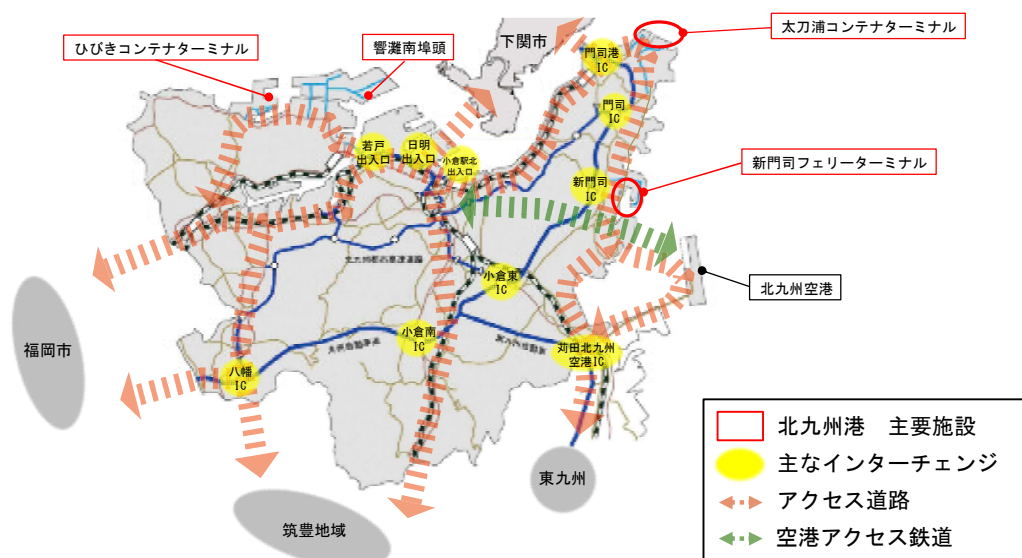 太刀浦コンテナターミナル
下関市
ひびきコンテナターミナル
響灘南埠頭
門司港
IC
門司
IC
若戸
出入口
日明
出入口
小倉駅北
出入口
新門司フェリーターミナル
新門司
IC
小倉東
IC
北九州空港
福岡市
小倉南
IC
苅田北九州
空港IC
八幡
IC
東九州
筑豊地域
北九州港 主要施設
主なインターチェンジ
アクセス道路
空港アクセス鉄道